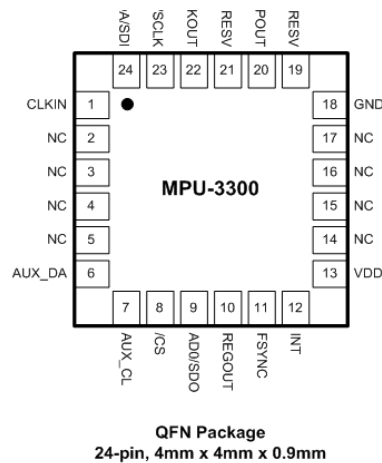 A/SDI
/SCLK
KOUT
RESV
POUT
RESV
24 23 22 21 20 19
CLKIN 1
NC 2
NC 3
NC 4
NC 5
AUX_DA 6
MPU-3300
18 GND
17 NC
16 NC
15 NC
14 NC
13 VDD
7 8 9 10 11 12
AUX_CL
/CS
AD0/SDO
REGOUT
FSYNC
INT
QFN Package
24-pin, 4mm x 4mm x 0.9mm